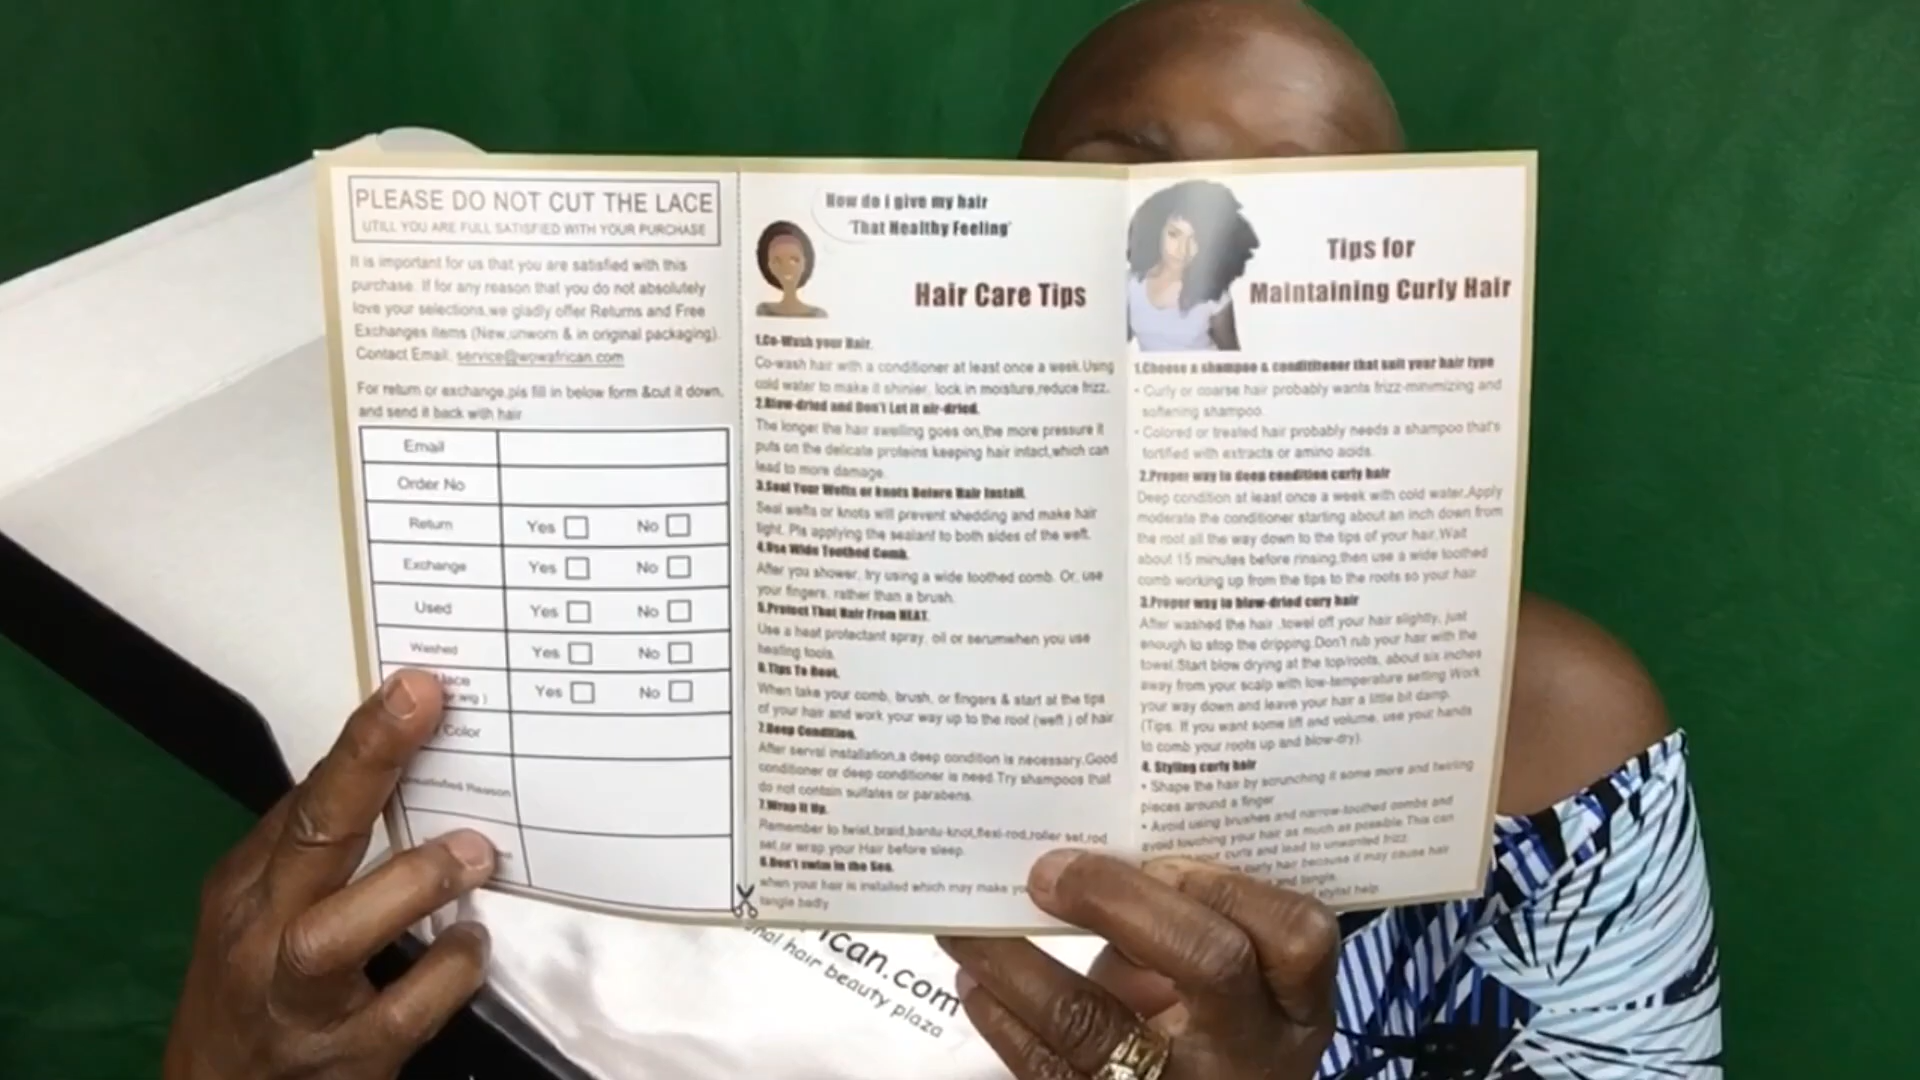 PLEASE DO NOT CUT THE LACE
UTILL YOU ARE FULL SATISFIED WITH YOUR PURCHASE
It is important for us that you are satisfied with this
purchase. If for any reason that you do not absolutely
love your selections,we gladly offer Returns and Free
Exchanges items (New,unworn & in original packaging).
Contact Email: service@wowafrican.com
For return or exchange,pls fill in below form &cut it down,
and send it back with hair
Email
Order No
Return Yes No
Exchange Yes No
Used Yes No
Washed Yes No
lace
wig ) Yes No
Color
Reason
How do i give my hair
'That Healthy Feeling'
Hair Care Tips
1.Co-Wash your Hair.
Co-wash hair with a conditioner at least once a week.Using
cold water to make it shinier, lock in moisture,reduce frizz.
2.Blow-dried and Don't Let it air-dried.
The longer the hair swelling goes on,the more pressure it
puts on the delicate proteins keeping hair intact,which can
lead to more damage.
3.Seal Your Wefts or knots Before Hair Install.
Seal wefts or knots will prevent shedding and make hair
tight. Pls applying the sealant to both sides of the weft.
4.Use Wide Toothed Comb.
After you shower, try using a wide toothed comb. Or, use
your fingers, rather than a brush.
5.Protect That Hair From HEAT.
Use a heat protectant spray, oil or serumwhen you use
heating tools.
6.Tips To Root.
When take your comb, brush, or fingers & start at the tips
of your hair and work your way up to the root (weft ) of hair.
7.Deep Condition.
After serval installation,a deep condition is necessary.Good
conditioner or deep conditioner is need.Try shampoos that
do not contain sulfates or parabens.
7.Wrap It Up.
Remember to twist,braid,bantu-knot,flexi-rod,roller set,rod
set,or wrap your Hair before sleep.
6.Don't swim in the Sea.
when your hair is installed which may make
tangle badly
Tips for
Maintaining Curly Hair
1.Choose a shampoo & condititoner that suit your hair type
• Curly or coarse hair probably wants frizz-minimizing and
softening shampoo.
• Colored or treated hair probably needs a shampoo that's
fortified with extracts or amino acids.
2.Proper way to deep condition curly hair
Deep condition at least once a week with cold water.Apply
moderate the conditioner starting about an inch down from
the root all the way down to the tips of your hair.Wait
about 15 minutes before rinsing,then use a wide toothed
comb working up from the tips to the roots so your hair
3.Proper way to blow-dried cury hair
After washed the hair ,towel off your hair slightly, just
enough to stop the dripping.Don't rub your hair with the
towel.Start blow drying at the top/roots, about six inches
away from your scalp with low-temperature setting Work
your way down and leave your hair a little bit damp.
(Tips: If you want some lift and volume, use your hands
to comb your roots up and blow-dry).
4. Styling curly hair
• Shape the hair by scrunching it some more and twirling
pieces around a finger
• Avoid using brushes and narrow-toothed combs and
avoid touching your hair as much as possible.This can
your curls and lead to unwanted frizz.
curly hair because it may cause hair
and tangle.
stylist help.
ican.com
hair beauty plaza